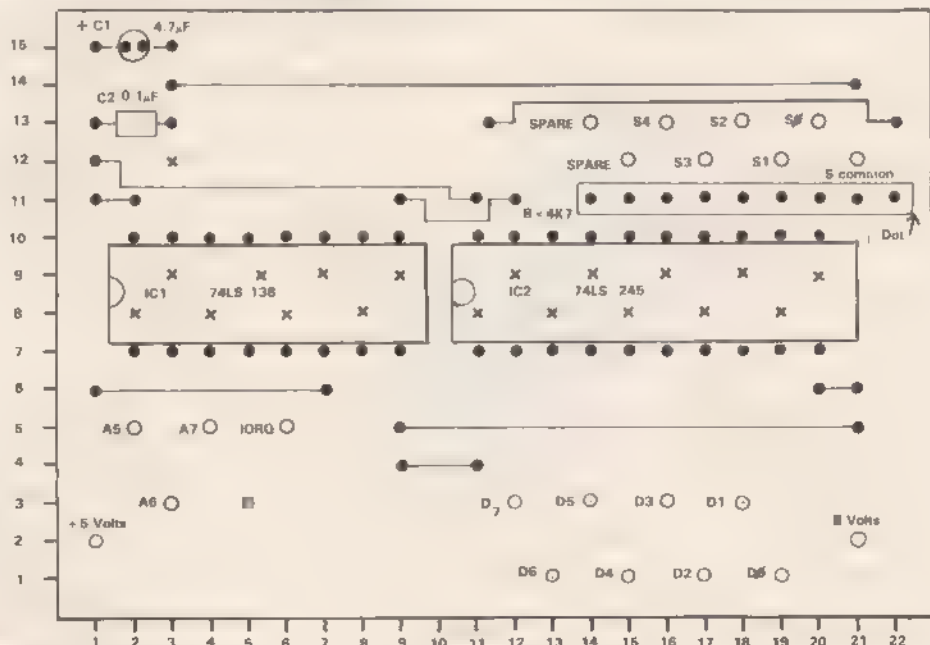 + C1 4.7µF
15
14
C2 0 1µF
13 SPARE S4 S2 S0
12 SPARE S3 S1
S common
11
8 × 4K7
10 Dot
9
IC1 74LS 138 IC2 74LS 245
8
7
6
5 A5 A7 IORQ
4
3 A6 D7 D5 D3 D1
+5 Volts Volts
2
1 D6 D4 D2 D0
1 2 3 4 5 6 7 8 9 10 11 12 13 14 15 16 17 18 19 20 21 22